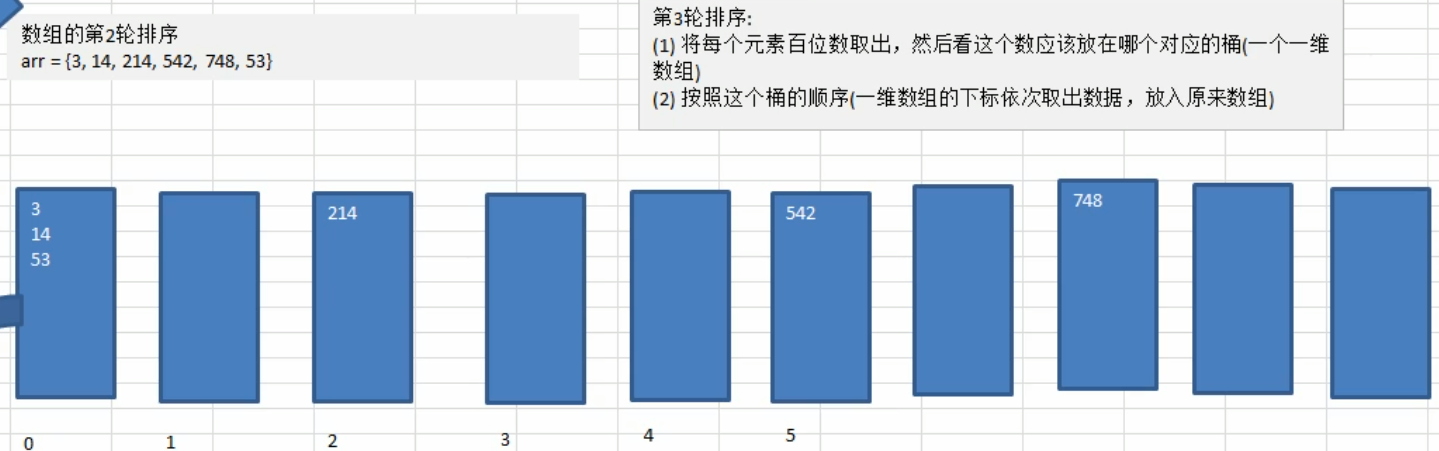 数组的第2轮排序
arr = {3, 14, 214, 542, 748, 53}
第3轮排序:
(1) 将每个元素百位数取出，然后看这个数应该放在哪个对应的桶(一个一维
数组)
(2) 按照这个桶的顺序(一维数组的下标依次取出数据，放入原来数组)
3
14
53
214
542
748
0
1
2
3
4
5